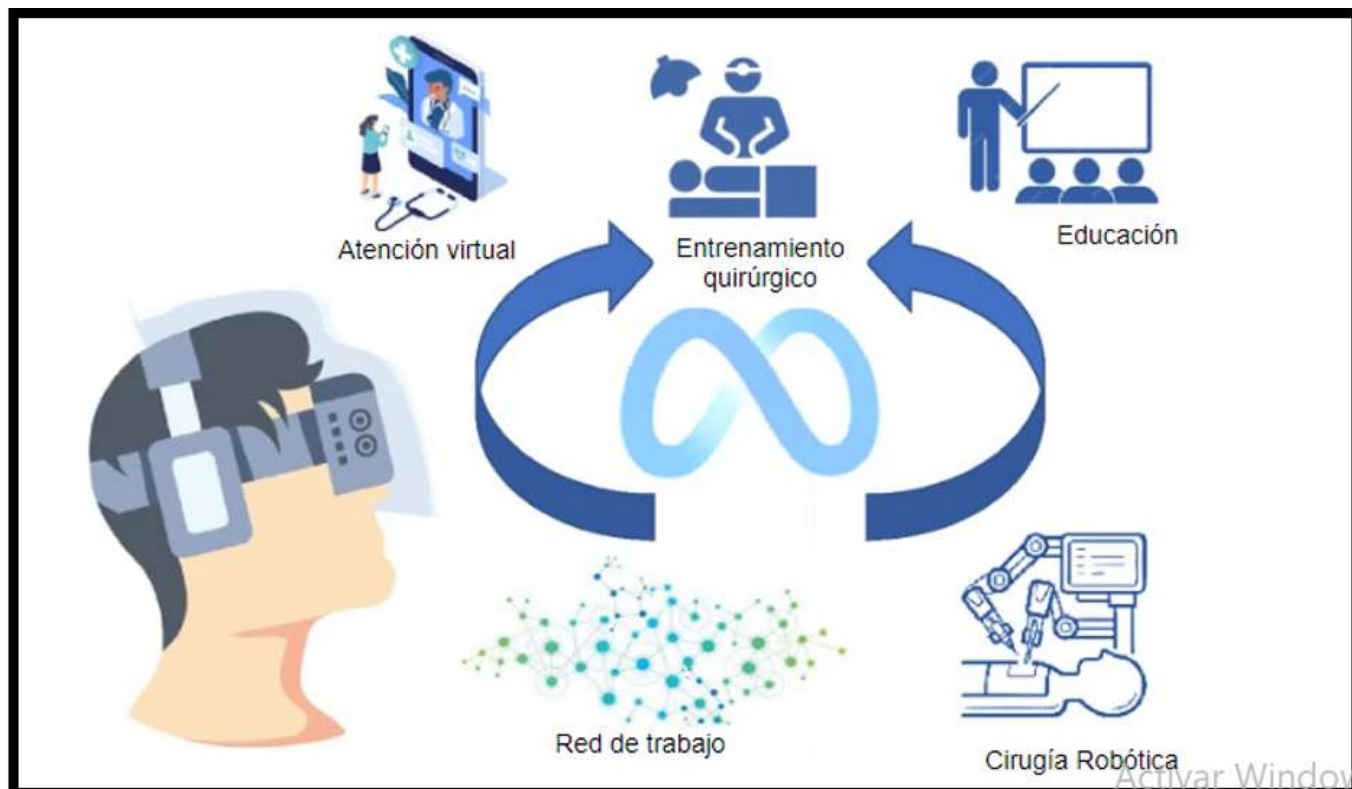 Atención virtual
Entrenamiento
quirúrgico
Educación
Red de trabajo
Cirugía Robótica
Activar Window